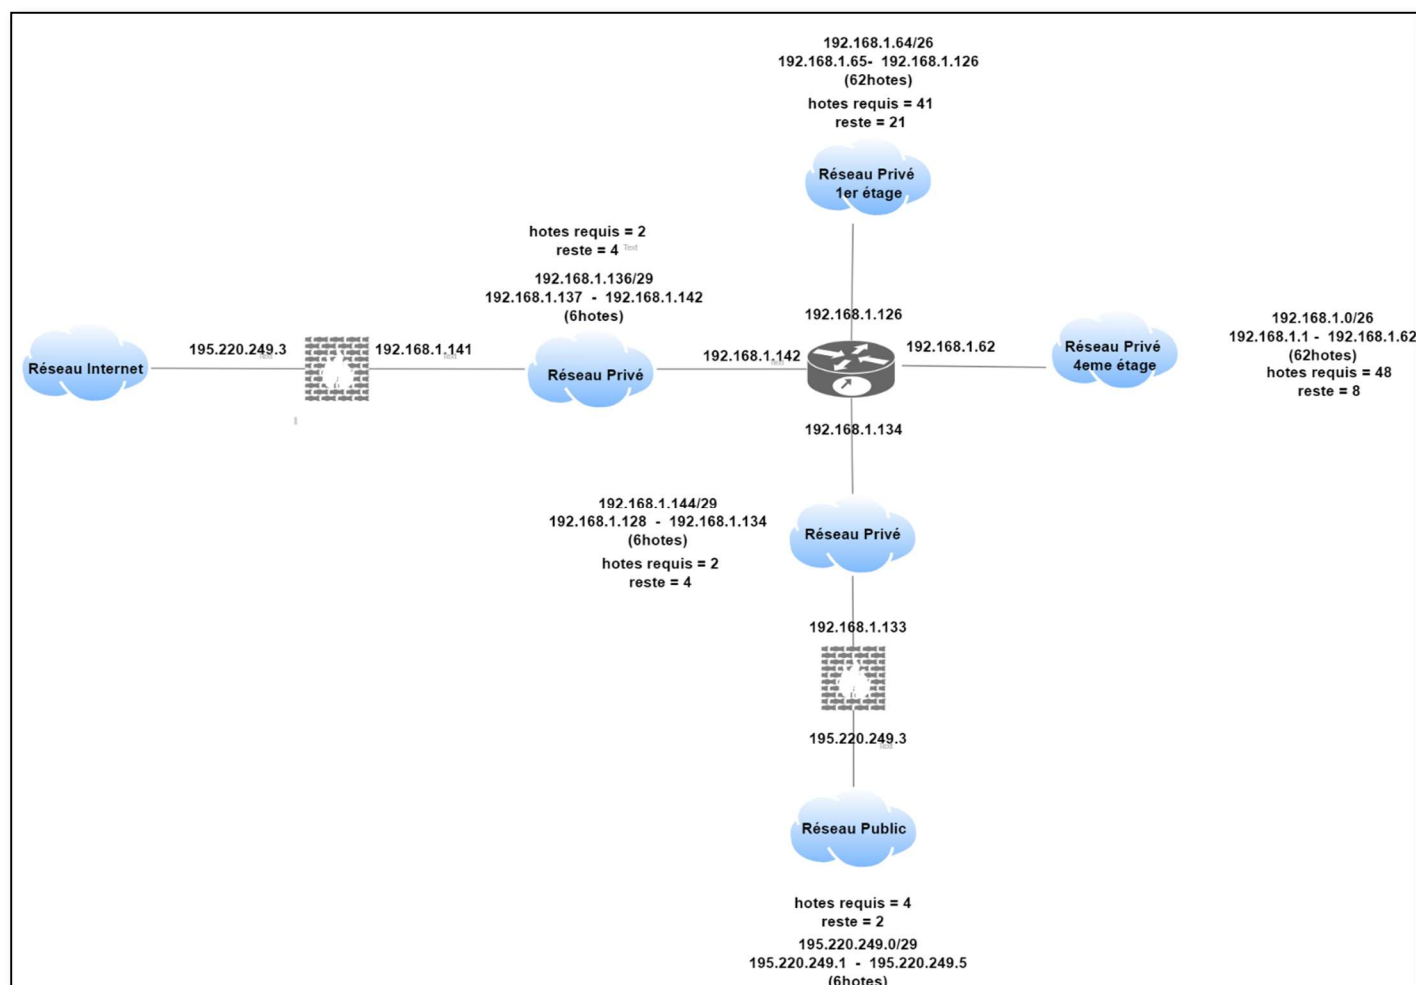 192.168.1.64/26
192.168.1.65- 192.168.1.126
(62hotes)
hotes requis = 41
reste = 21
Réseau Privé
1er étage
hotes requis = 2
reste = 4
Text
192.168.1.136/29
192.168.1.137 - 192.168.1.142
(6hotes)
192.168.1.126
Réseau Internet
195.220.249.3
Text
192.168.1.141
Text
Réseau Privé
192.168.1.142
Text
192.168.1.62
Réseau Privé
4eme étage
192.168.1.0/26
192.168.1.1 - 192.168.1.62
(62hotes)
hotes requis = 48
reste = 8
192.168.1.134
192.168.1.144/29
192.168.1.128 - 192.168.1.134
(6hotes)
hotes requis = 2
reste = 4
Réseau Privé
192.168.1.133
195.220.249.3
Text
Réseau Public
hotes requis = 4
reste = 2
195.220.249.0/29
195.220.249.1 - 195.220.249.5
(6hotes)